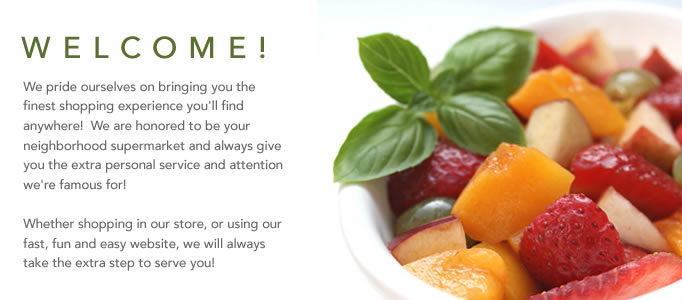 WELCOME!
We pride ourselves on bringing you the
finest shopping experience you'll find
anywhere!  We are honored to be your
neighborhood supermarket and always give
you the extra personal service and attention
we're famous for!
Whether shopping in our store, or using our
fast, fun and easy website, we will always
take the extra step to serve you!